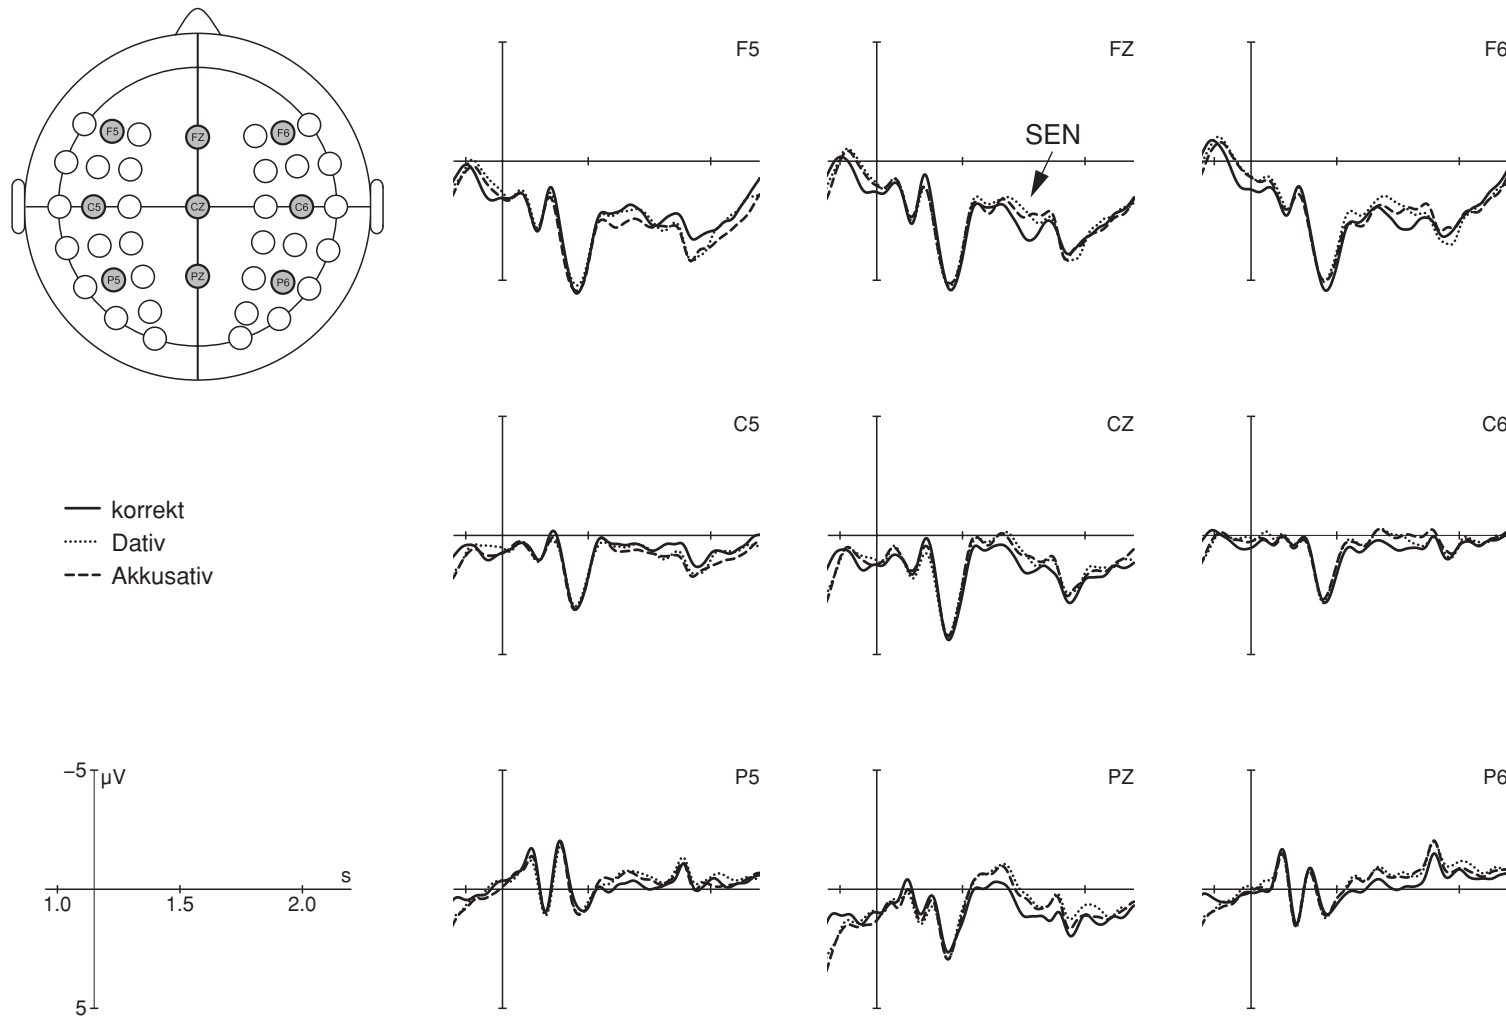 F5
FZ
F6
C5
CZ
C6
P5
PZ
P6
F5
FZ
F6
SEN
C5
CZ
C6
korrekt
Dativ
Akkusativ
–5
µV
s
1.0
1.5
2.0
5
P5
PZ
P6